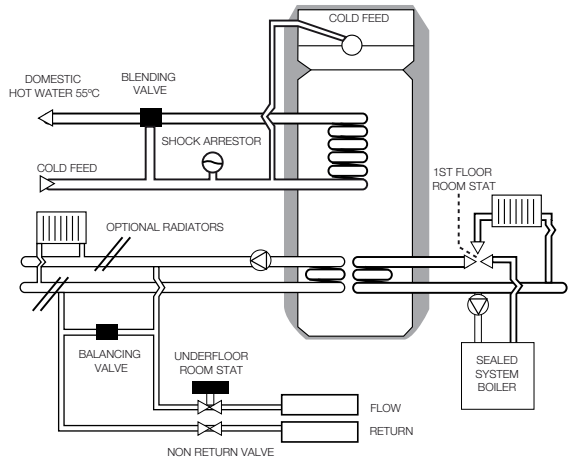 COLD FEED
DOMESTIC
HOT WATER 55ºC
BLENDING
VALVE
SHOCK ARRESTOR
COLD FEED
1ST FLOOR
ROOM STAT
OPTIONAL RADIATORS
BALANCING
VALVE
UNDERFLOOR
ROOM STAT
SEALED
SYSTEM
BOILER
FLOW
RETURN
NON RETURN VALVE